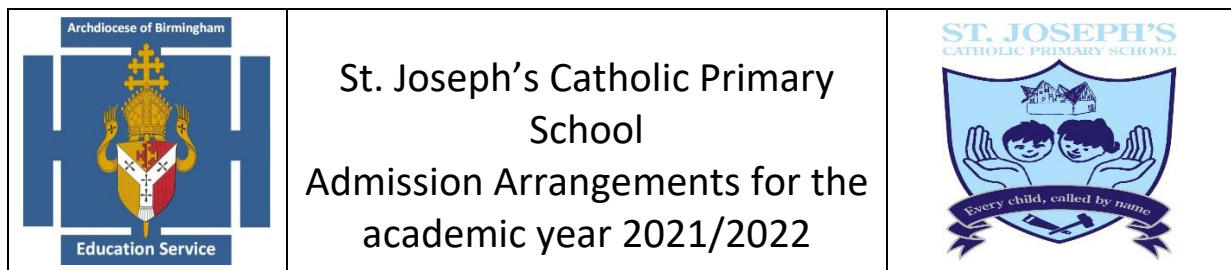 Archdiocese of Birmingham
Education Service
St. Joseph’s Catholic Primary
School
Admission Arrangements for the
academic year 2021/2022
ST. JOSEPH'S
CATHOLIC PRIMARY SCHOOL
Every child, called by name